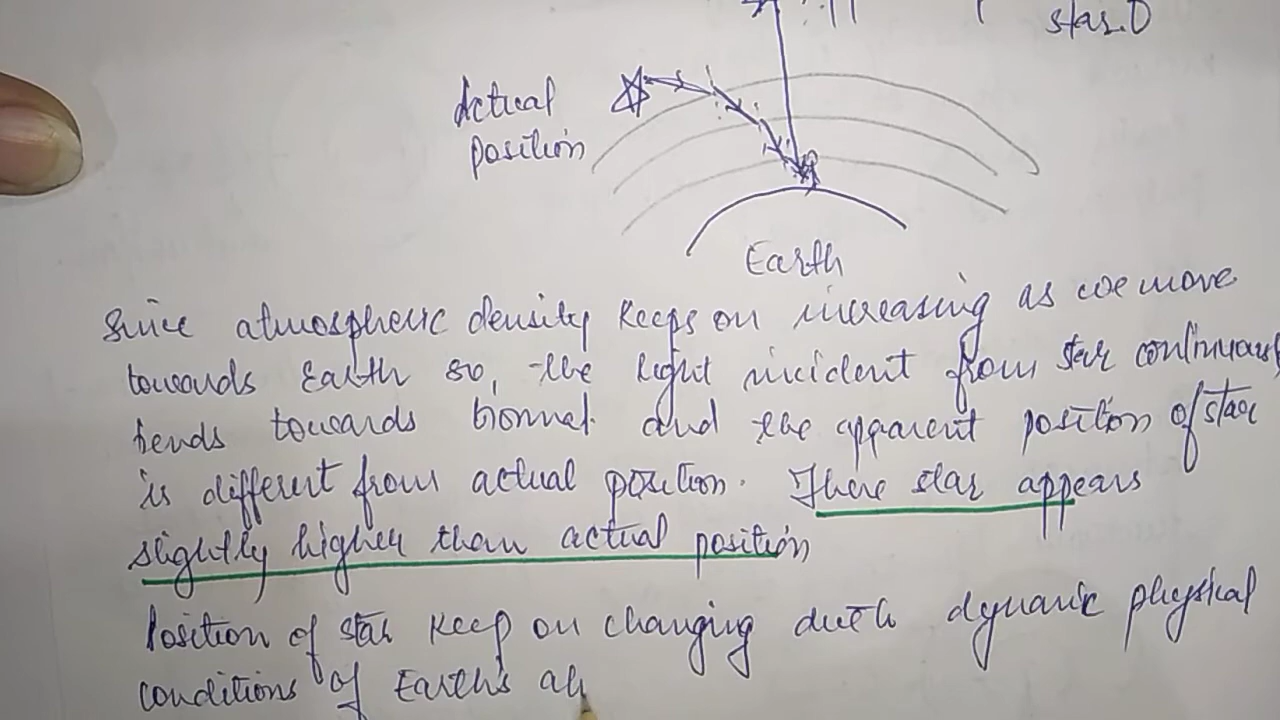 star.D
Actual
position
Earth
Since atmospheric density keeps on increasing as we move
towards Earth so, the light incident from star continuously
bends towards normal and the apparent position of star
is different from actual position. There star appears
slightly higher than actual position
Position of star keep on changing due to dynamic physical
conditions of Earth's